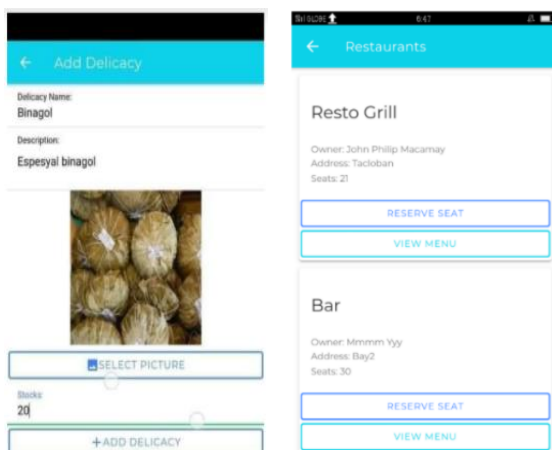 Add Delicacy
Delicacy Name:
Binagol
Description:
Espesyal binagol
SELECT PICTURE
Stocks
20
+ADD DELICACY
GLOBE 6:47
Restaurants
Resto Grill
Owner: John Philip Macamay
Address: Tacloban
Seats: 21
RESERVE SEAT
VIEW MENU
Bar
Owner: Mmmm Yyy
Address: Bay2
Seats: 30
RESERVE SEAT
VIEW MENU